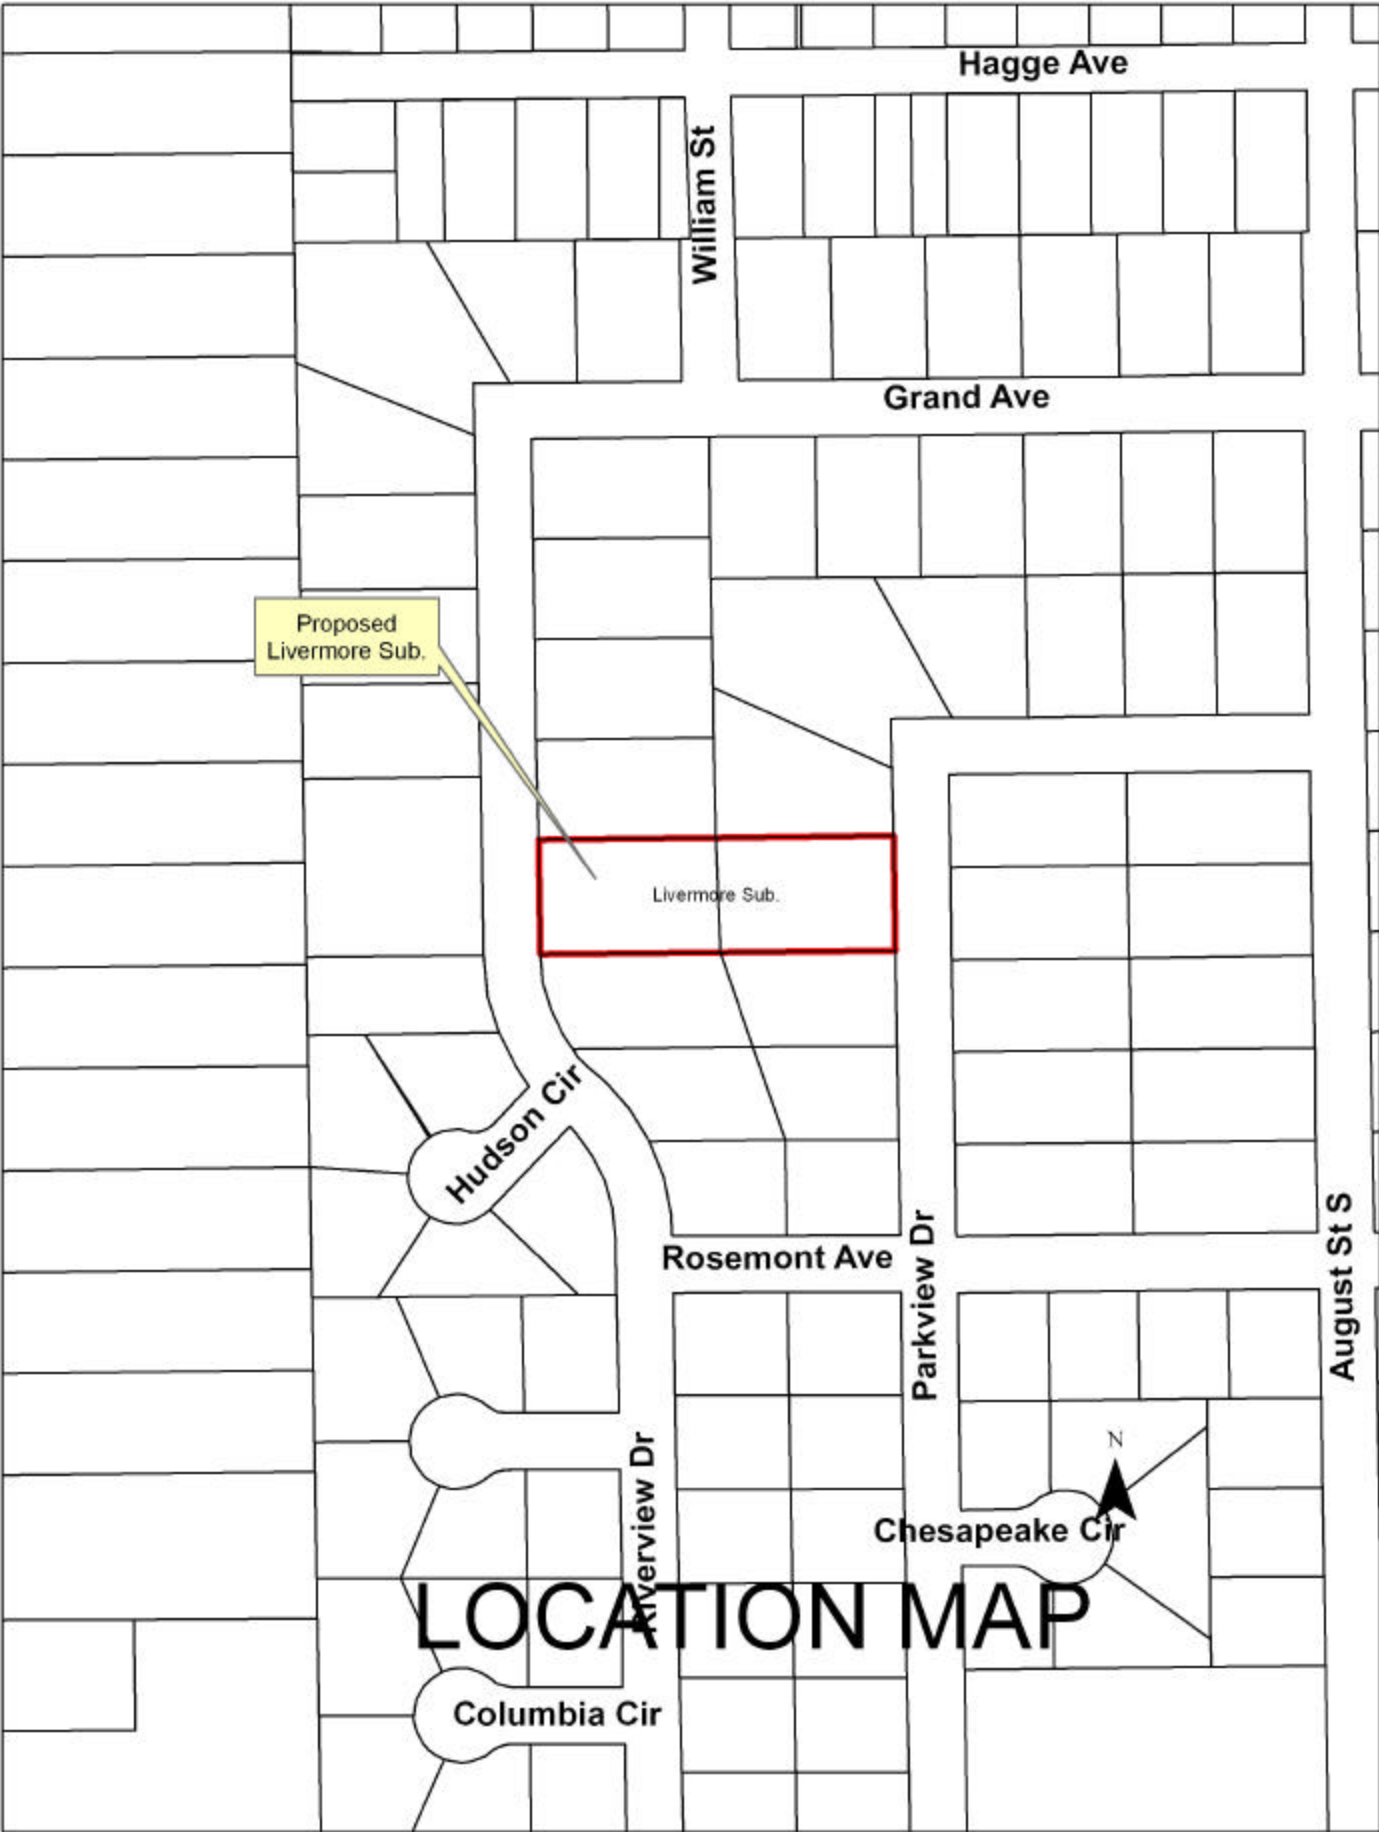 Hagge Ave
William St
Grand Ave
Proposed
Livermore Sub.
Livermore Sub.
Hudson Cir
Rosemont Ave
Parkview Dr
August St S
N
Riverview Dr
Chesapeake Cir
LOCATION MAP
Columbia Cir